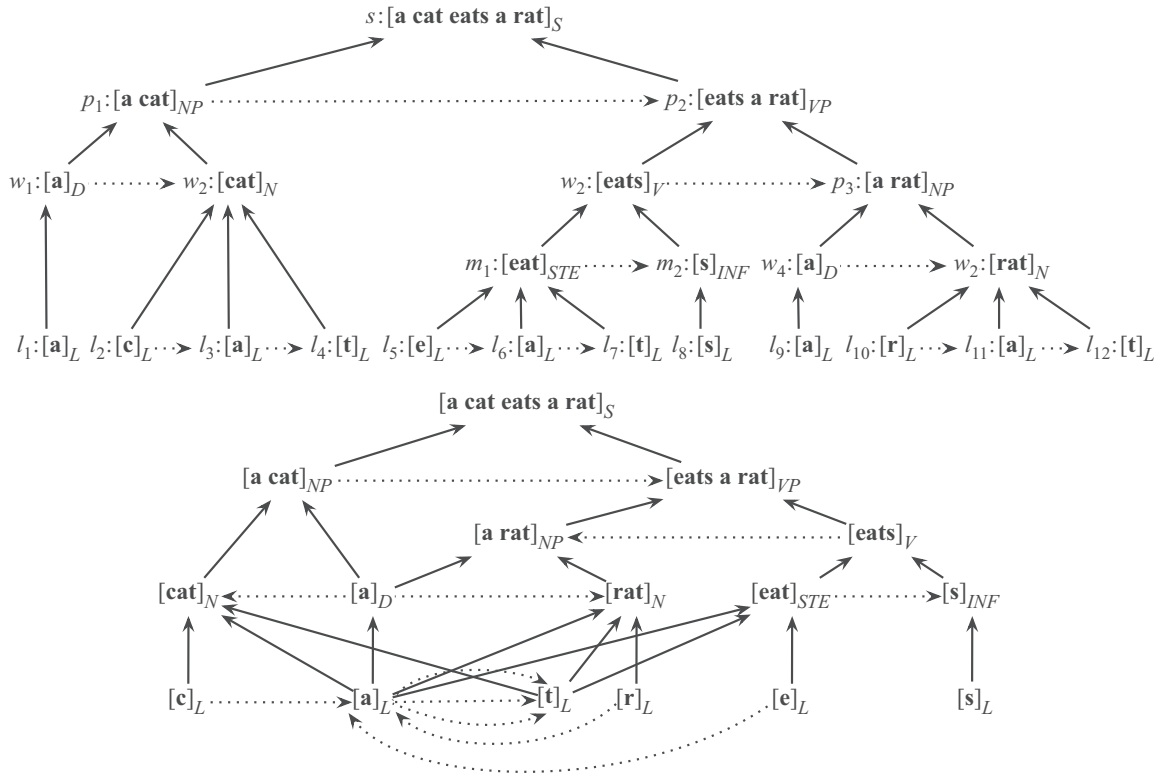 s:[a cat eats a rat]S
p1:[a cat]NP p2:[eats a rat]VP
w1:[a]D w2:[cat]N w2:[eats]V p3:[a rat]NP
m1:[eat]STE m2:[s]INF w4:[a]D w2:[rat]N
l1:[a]L l2:[c]L l3:[a]L l4:[t]L l5:[e]L l6:[a]L l7:[t]L l8:[s]L l9:[a]L l10:[r]L l11:[a]L l12:[t]L
[a cat eats a rat]S
[a cat]NP [eats a rat]VP
[a rat]NP [eats]V
[cat]N [a]D [rat]N [eat]STE [s]INF
[c]L [a]L [t]L [r]L [e]L [s]L